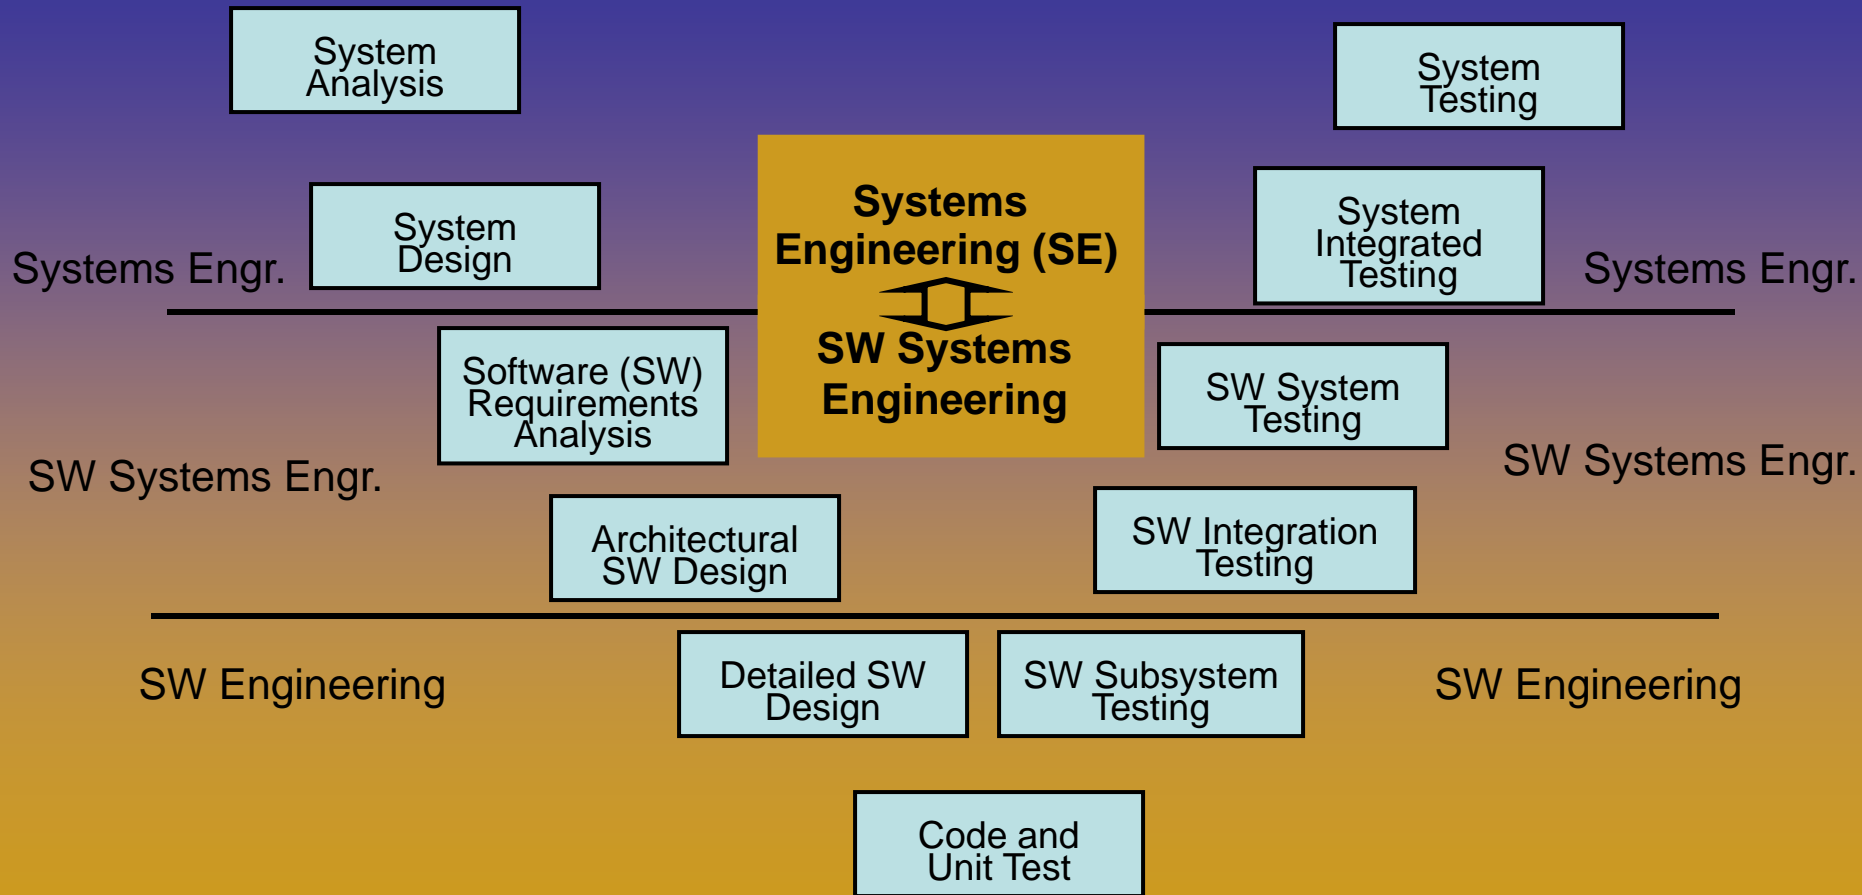 System
Analysis
System
Testing
System
Design
Systems
Engineering (SE)
SW Systems
Engineering
System
Integrated
Testing
Systems Engr.
Systems Engr.
Software (SW)
Requirements
Analysis
SW System
Testing
SW Systems Engr.
SW Systems Engr.
Architectural
SW Design
SW Integration
Testing
SW Engineering
Detailed SW
Design
SW Subsystem
Testing
SW Engineering
Code and
Unit Test